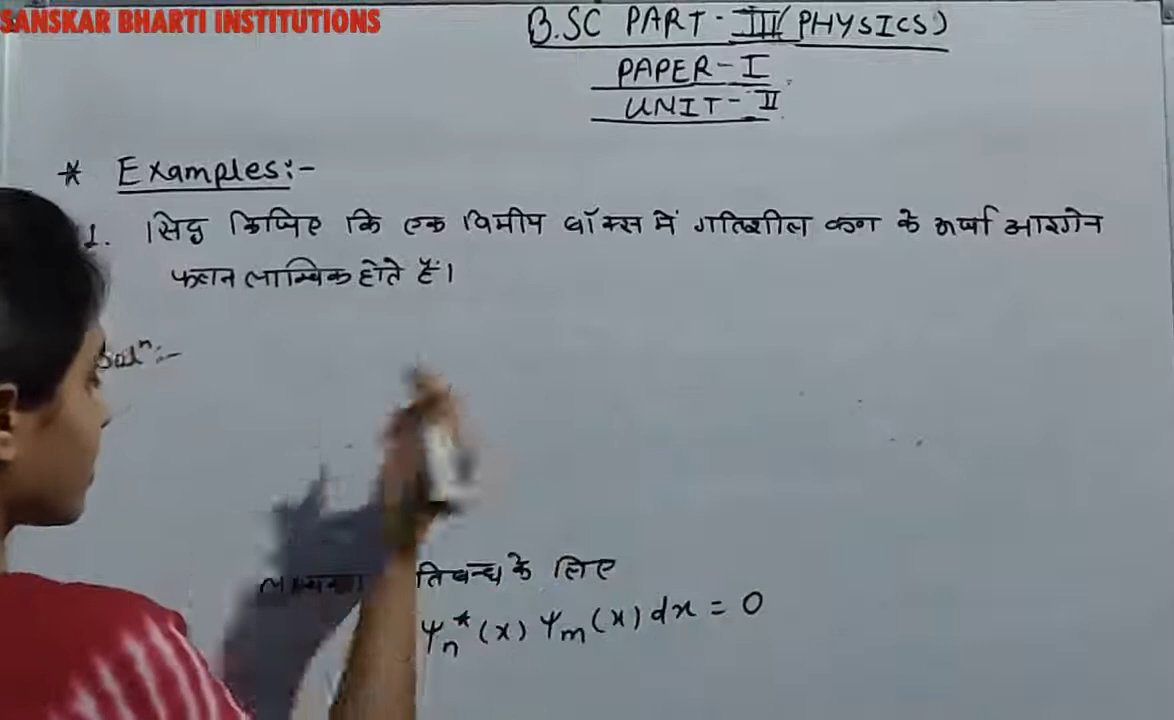 SANSKAR BHARTI INSTITUTIONS
B.SC PART-III (PHYSICS)
PAPER-I
UNIT-II
* Examples:-
1. सिद्ध किजिए कि एक विमीय बॉक्स में गतिशील कण के ऊर्जा आइगेन
फलन लाम्बिक होते हैं।
Solⁿ:-
के लिए
ψn*(x) ψm(x) dx = 0